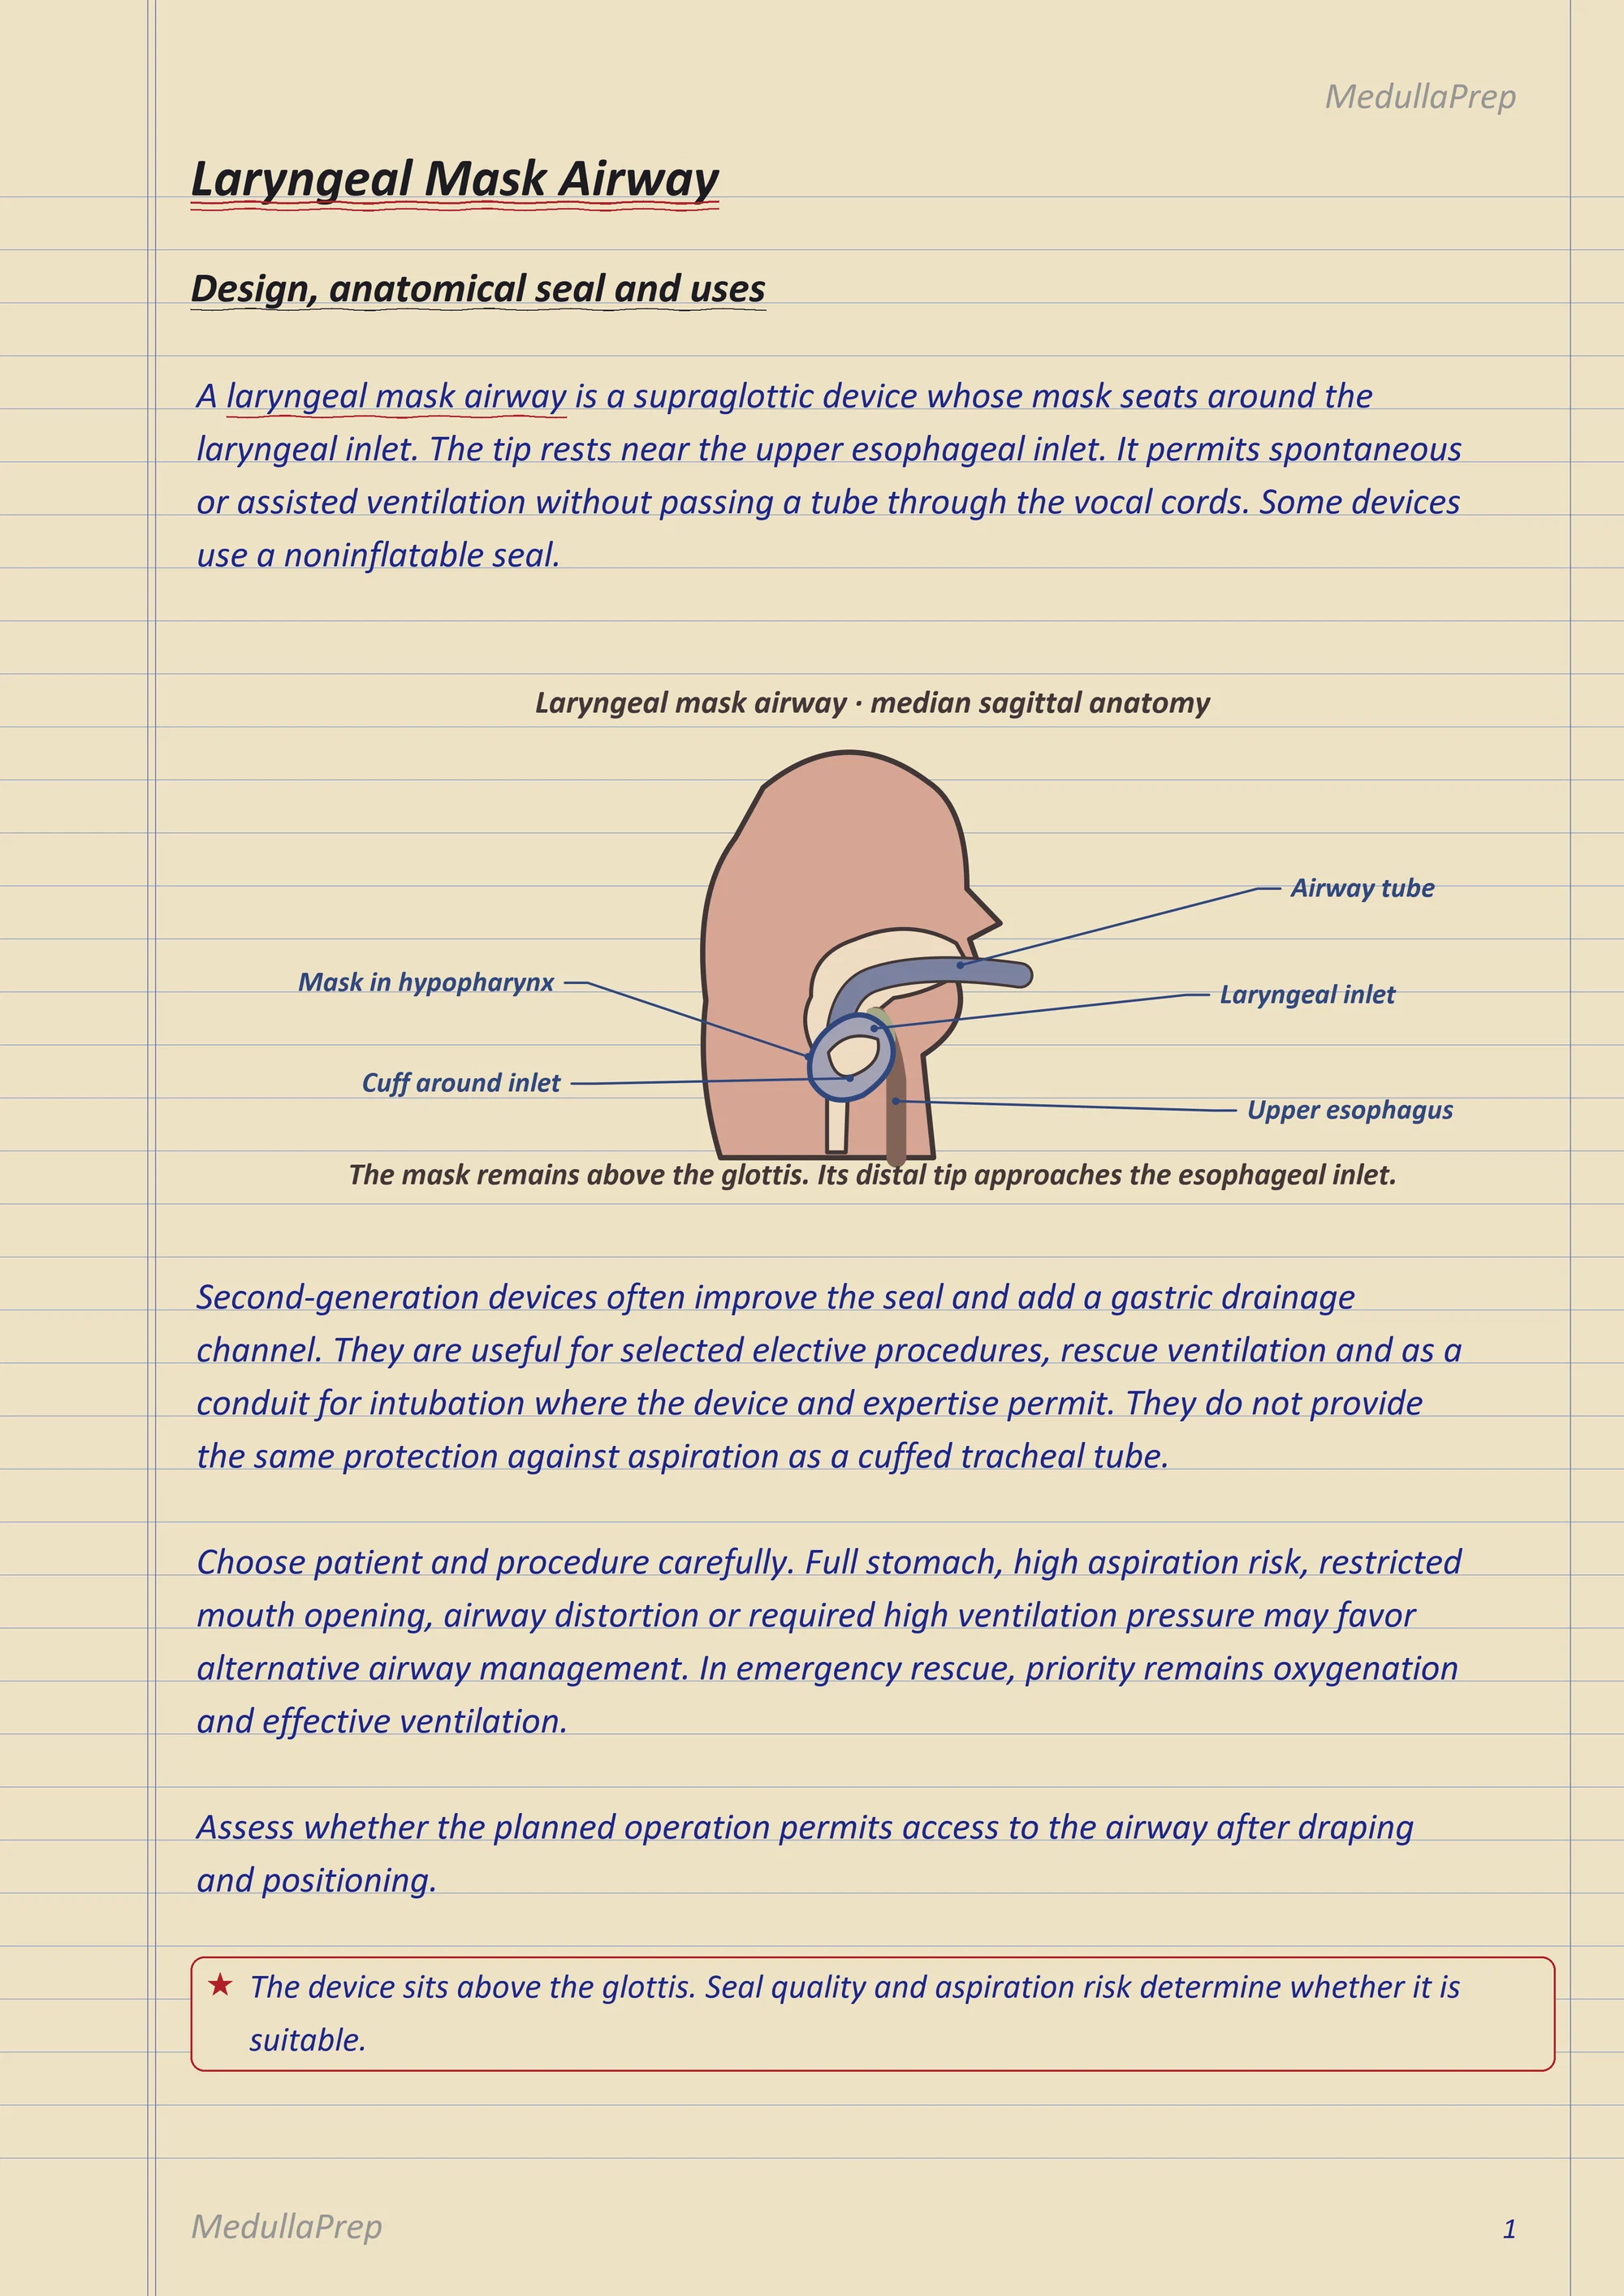 MedullaPrep
Laryngeal Mask Airway
Design, anatomical seal and uses
A laryngeal mask airway is a supraglottic device whose mask seats around the
laryngeal inlet. The tip rests near the upper esophageal inlet. It permits spontaneous
or assisted ventilation without passing a tube through the vocal cords. Some devices
use a noninflatable seal.
Laryngeal mask airway · median sagittal anatomy
Airway tube
Mask in hypopharynx
Laryngeal inlet
Cuff around inlet
Upper esophagus
The mask remains above the glottis. Its distal tip approaches the esophageal inlet.
Second-generation devices often improve the seal and add a gastric drainage
channel. They are useful for selected elective procedures, rescue ventilation and as a
conduit for intubation where the device and expertise permit. They do not provide
the same protection against aspiration as a cuffed tracheal tube.
Choose patient and procedure carefully. Full stomach, high aspiration risk, restricted
mouth opening, airway distortion or required high ventilation pressure may favor
alternative airway management. In emergency rescue, priority remains oxygenation
and effective ventilation.
Assess whether the planned operation permits access to the airway after draping
and positioning.
★ The device sits above the glottis. Seal quality and aspiration risk determine whether it is
suitable.
MedullaPrep
1